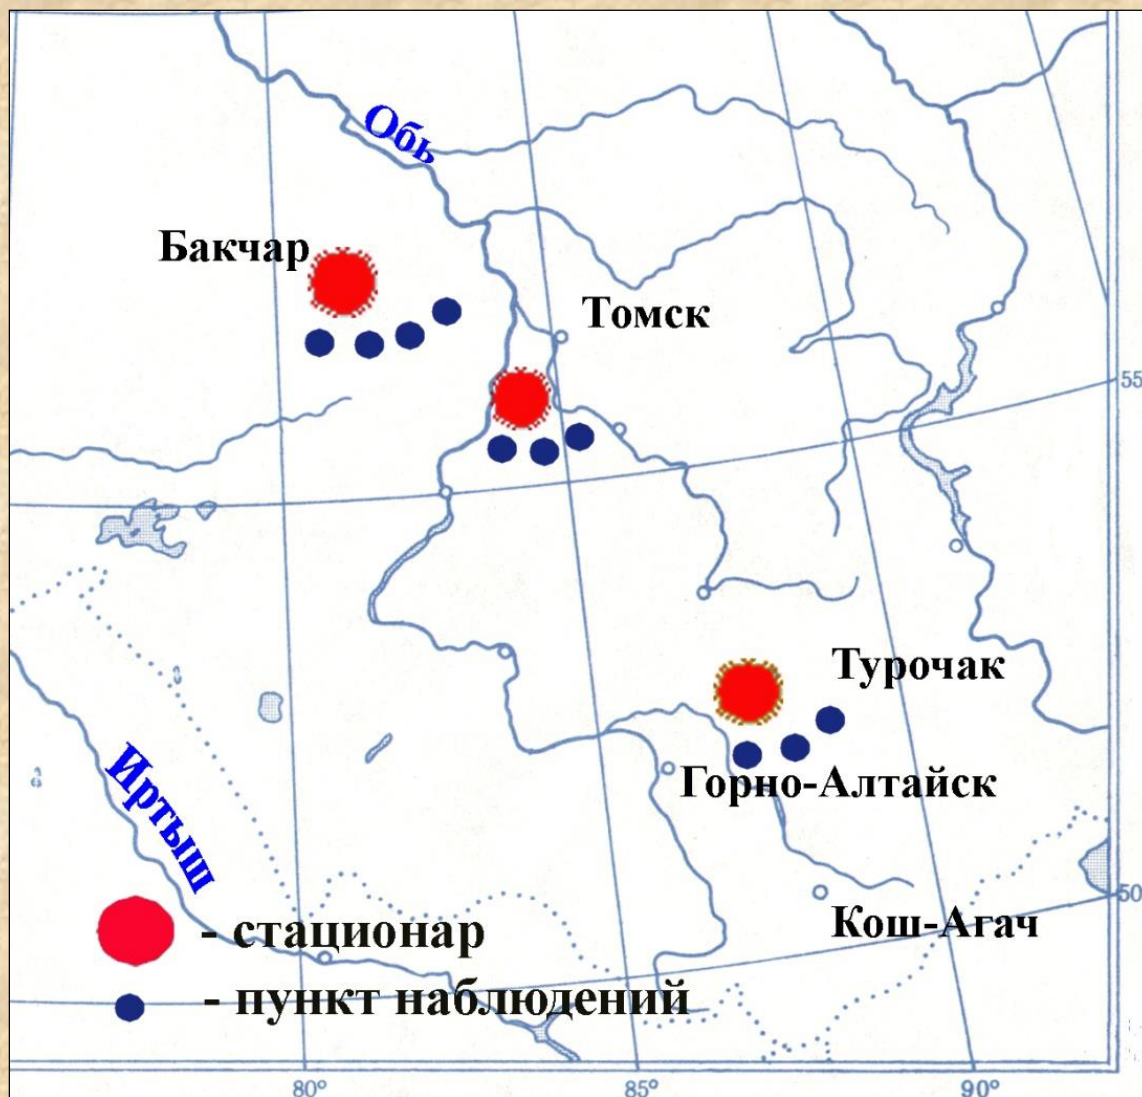 Обь
Бакчар
Томск
55
Турочак
Горно-Алтайск
Иртыш
50
Кош-Агач
- стационар
- пункт наблюдений
80°
85°
90°